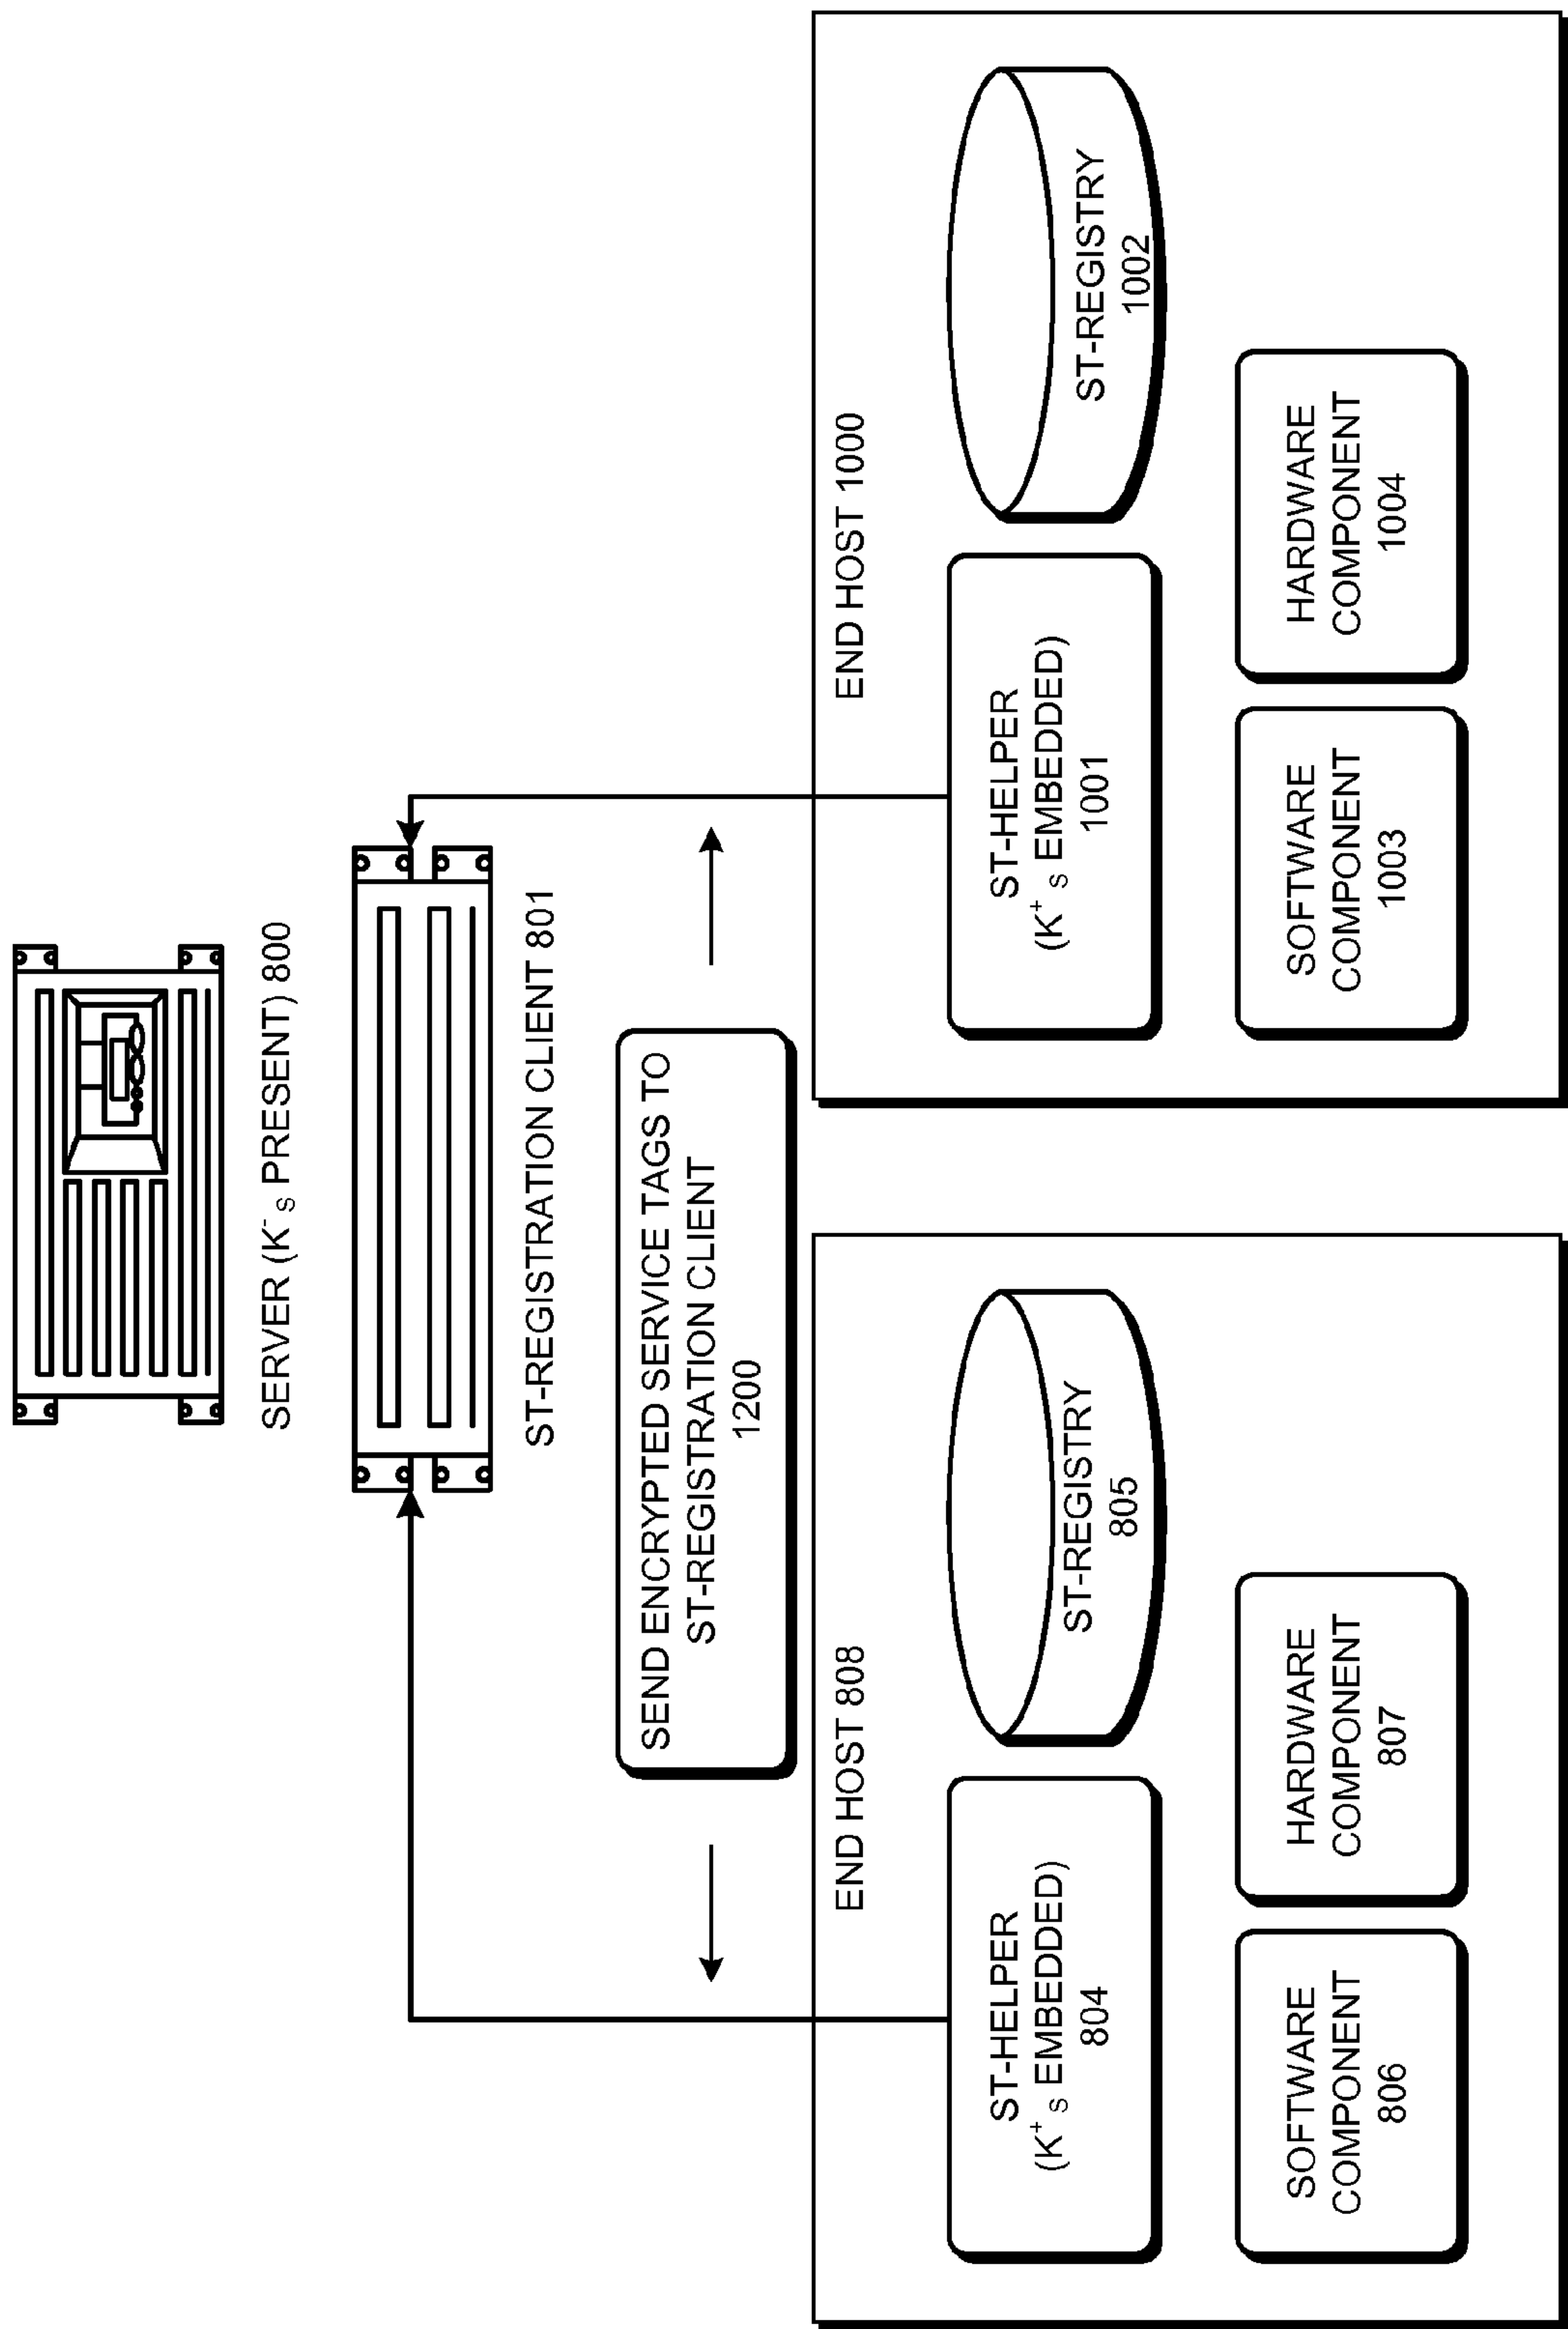 SERVER (K⁻S PRESENT) 800
ST-REGISTRATION CLIENT 801
SEND ENCRYPTED SERVICE TAGS TO
ST-REGISTRATION CLIENT
1200
END HOST 808
ST-HELPER
(K⁺S EMBEDDED)
804
ST-REGISTRY
805
SOFTWARE
COMPONENT
806
HARDWARE
COMPONENT
807
END HOST 1000
ST-HELPER
(K⁺S EMBEDDED)
1001
ST-REGISTRY
1002
SOFTWARE
COMPONENT
1003
HARDWARE
COMPONENT
1004